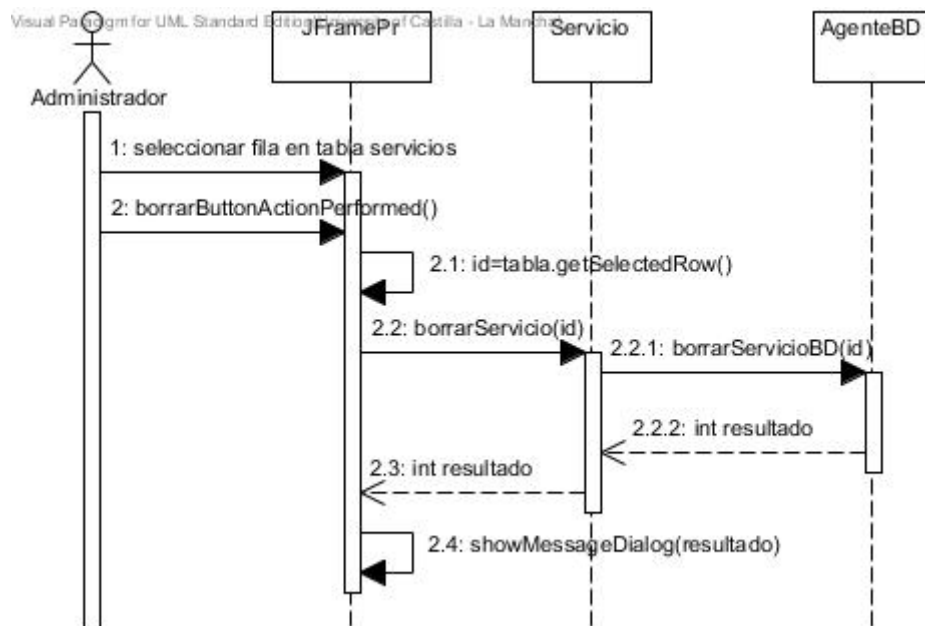 Visual Paradigm for UML Standard Edition(University of Castilla - La Mancha)
JFramePr
Servicio
AgenteBD
Administrador
1: seleccionar fila en tabla servicios
2: borrarButtonActionPerformed()
2.1: id=tabla.getSelectedRow()
2.2: borrarServicio(id)
2.2.1: borrarServicioBD(id)
2.2.2: int resultado
2.3: int resultado
2.4: showMessageDialog(resultado)